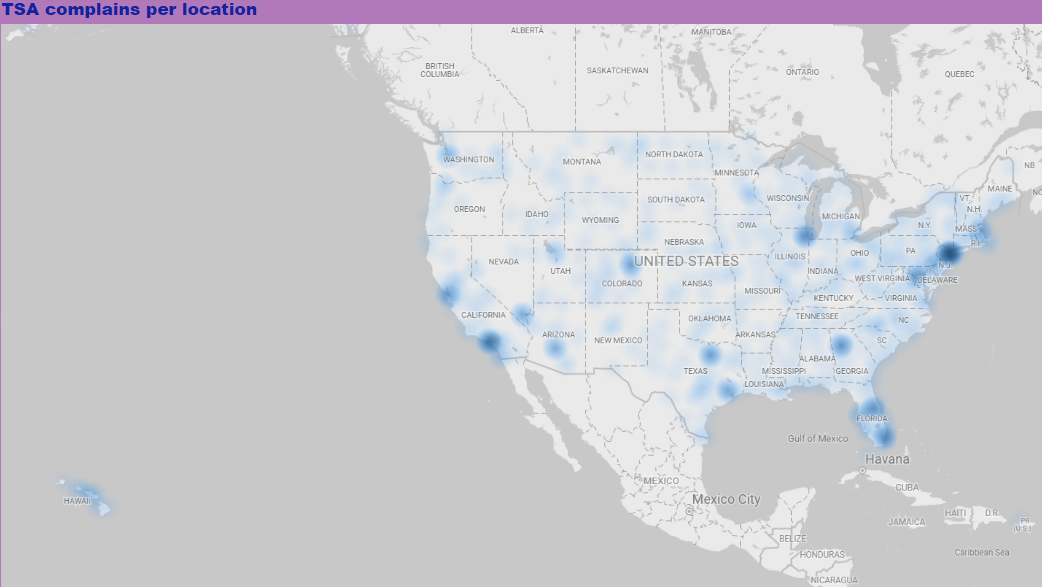 TSA complains per location
ALBERTA
MANITOBA
BRITISH
COLUMBIA
SASKATCHEWAN
ONTARIO
QUEBEC
WASHINGTON
MONTANA
NORTH DAKOTA
MINNESOTA
NB
MAINE
VT.
N.H.
OREGON
IDAHO
WYOMING
SOUTH DAKOTA
WISCONSIN
MICHIGAN
N.Y.
MASS
R.I.
IOWA
NEBRASKA
NEVADA
UTAH
UNITED STATES
ILLINOIS
INDIANA
OHIO
PA
N.J.
COLORADO
KANSAS
MISSOURI
WEST VIRGINIA
DELAWARE
KENTUCKY
VIRGINIA
CALIFORNIA
OKLAHOMA
TENNESSEE
NC
ARIZONA
NEW MEXICO
ARKANSAS
SC
ALABAMA
TEXAS
MISSISSIPPI
GEORGIA
LOUISIANA
FLORIDA
Gulf of Mexico
Havana
MEXICO
CUBA
HAWAII
Mexico City
HAITI
D.R.
JAMAICA
PR
(U.S.)
BELIZE
HONDURAS
Caribbean Sea
NICARAGUA